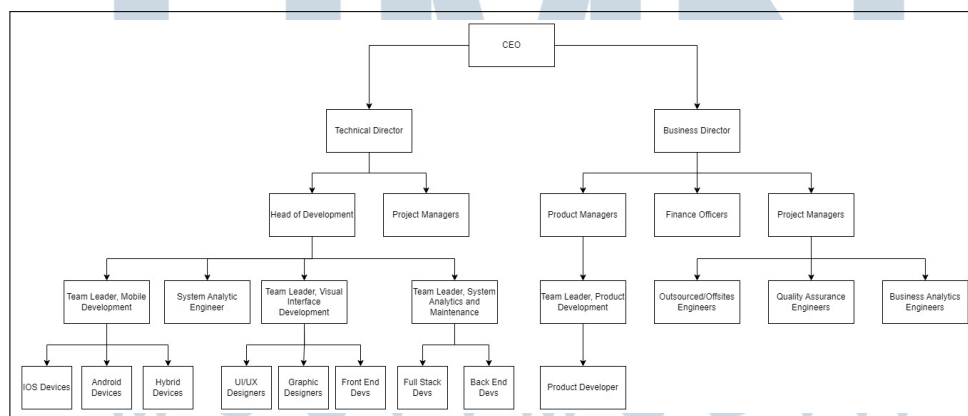 CEO
Technical Director
Business Director
Head of Development
Project Managers
Product Managers
Finance Officers
Project Managers
Team Leader, Mobile
Development
System Analytic
Engineer
Team Leader, Visual
Interface
Development
Team Leader, System
Analytics and
Maintenance
Team Leader, Product
Development
Outsourced/Offsites
Engineers
Quality Assurance
Engineers
Business Analytics
Engineers
IOS Devices
Android
Devices
Hybrid
Devices
UI/UX
Designers
Graphic
Designers
Front End
Devs
Full Stack
Devs
Back End
Devs
Product Developer